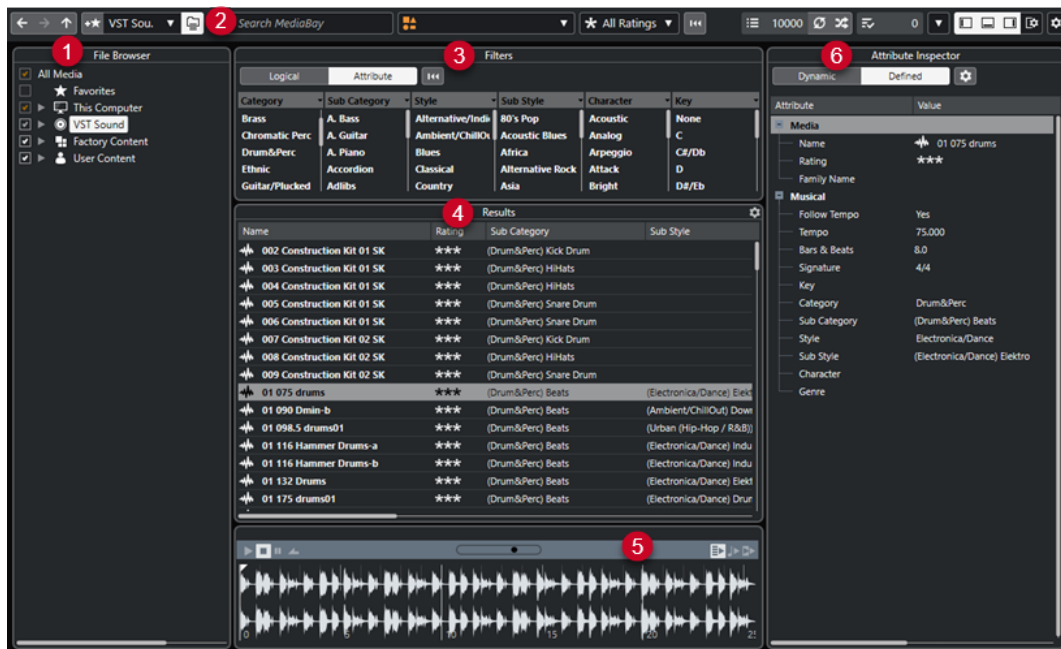 VST Sou.
2
Search MediaBay
All Ratings
10000
0
1
File Browser
All Media
Favorites
This Computer
VST Sound
Factory Content
User Content
3
Filters
Logical
Attribute
Category
Sub Category
Style
Sub Style
Character
Key
Brass
A. Bass
Alternative/Indi
80's Pop
Acoustic
None
Chromatic Perc
A. Guitar
Ambient/ChillOu
Acoustic Blues
Analog
C
Drum&Perc
A. Piano
Blues
Africa
Arpeggio
C#/Db
Ethnic
Accordion
Classical
Alternative Rock
Attack
D
Guitar/Plucked
Adlibs
Country
Asia
Bright
D#/Eb
4
Results
Name
Rating
Sub Category
Sub Style
002 Construction Kit 01 SK
*** (Drum&Perc) Kick Drum
003 Construction Kit 01 SK
*** (Drum&Perc) HiHats
004 Construction Kit 01 SK
*** (Drum&Perc) HiHats
005 Construction Kit 01 SK
*** (Drum&Perc) Snare Drum
006 Construction Kit 01 SK
*** (Drum&Perc) Snare Drum
007 Construction Kit 02 SK
*** (Drum&Perc) Kick Drum
008 Construction Kit 02 SK
*** (Drum&Perc) HiHats
009 Construction Kit 02 SK
*** (Drum&Perc) Snare Drum
01 075 drums
*** (Drum&Perc) Beats
(Electronica/Dance) Elekt
01 090 Dmin-b
*** (Drum&Perc) Beats
(Ambient/ChillOut) Dow
01 098.5 drums01
*** (Drum&Perc) Beats
(Urban (Hip-Hop / R&B))
01 116 Hammer Drums-a
*** (Drum&Perc) Beats
(Electronica/Dance) Indu
01 116 Hammer Drums-b
*** (Drum&Perc) Beats
(Electronica/Dance) Indu
01 132 Drums
*** (Drum&Perc) Beats
(Electronica/Dance) Elekt
01 175 drums01
*** (Drum&Perc) Beats
(Electronica/Dance) Drur
5
0
5
10
15
20
25
6
Attribute Inspector
Dynamic
Defined
Attribute
Value
Media
Name
01 075 drums
Rating
***
Family Name
Musical
Follow Tempo
Yes
Tempo
75.000
Bars & Beats
8.0
Signature
4/4
Key
Category
Drum&Perc
Sub Category
(Drum&Perc) Beats
Style
Electronica/Dance
Sub Style
(Electronica/Dance) Elektro
Character
Genre